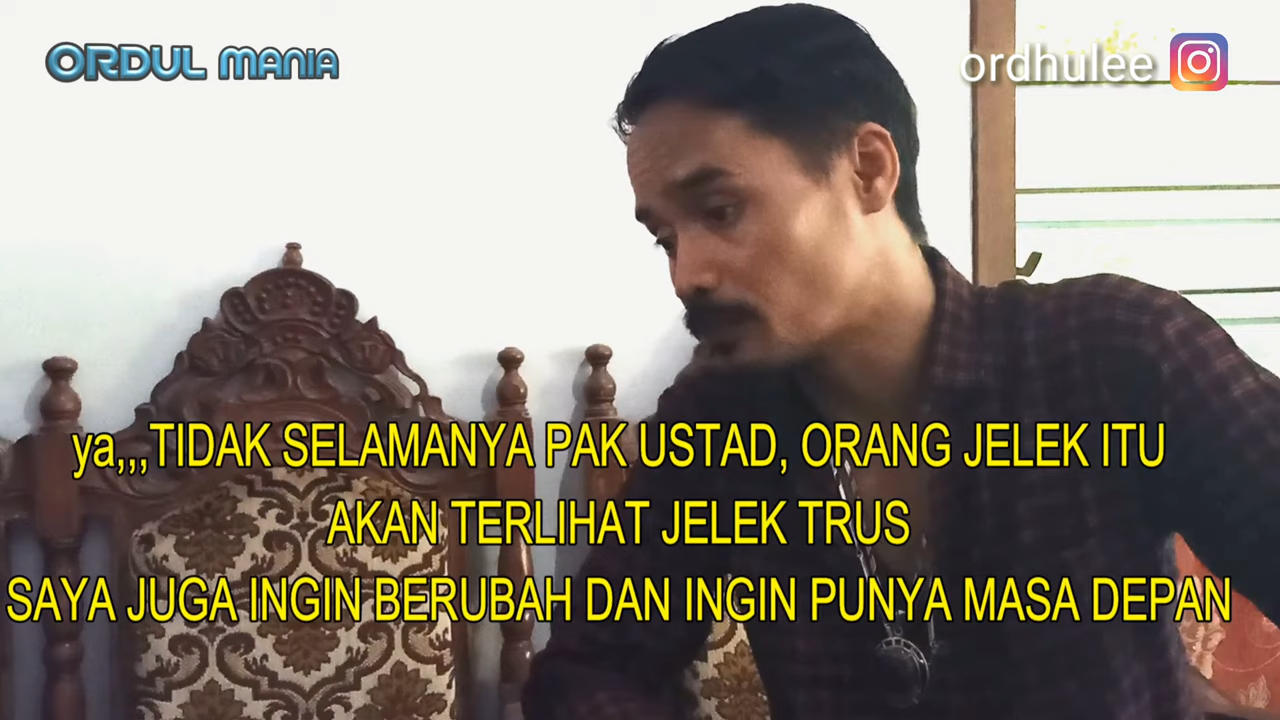 ORDUL MANIA
ordhulee
ya,,,TIDAK SELAMANYA PAK USTAD, ORANG JELEK ITU
AKAN TERLIHAT JELEK TRUS
SAYA JUGA INGIN BERUBAH DAN INGIN PUNYA MASA DEPAN